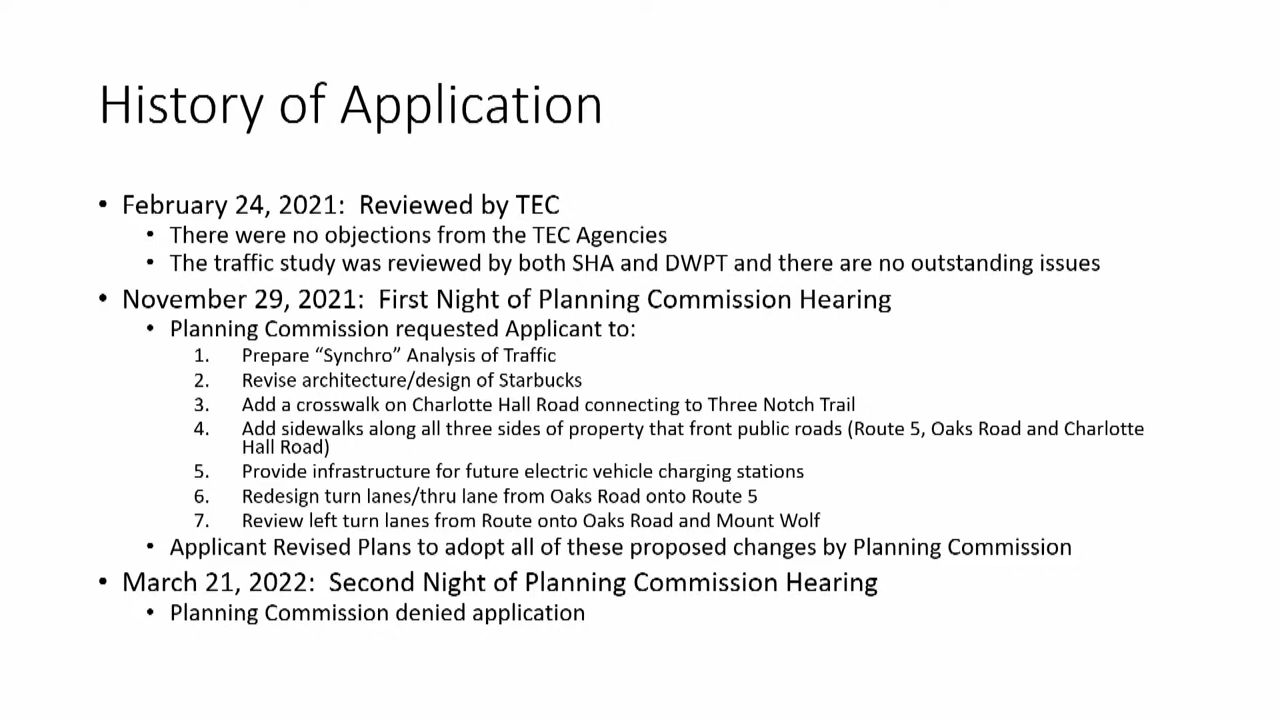 History of Application
• February 24, 2021: Reviewed by TEC
• There were no objections from the TEC Agencies
• The traffic study was reviewed by both SHA and DWPT and there are no outstanding issues
• November 29, 2021: First Night of Planning Commission Hearing
• Planning Commission requested Applicant to:
1. Prepare “Synchro” Analysis of Traffic
2. Revise architecture/design of Starbucks
3. Add a crosswalk on Charlotte Hall Road connecting to Three Notch Trail
4. Add sidewalks along all three sides of property that front public roads (Route 5, Oaks Road and Charlotte
Hall Road)
5. Provide infrastructure for future electric vehicle charging stations
6. Redesign turn lanes/thru lane from Oaks Road onto Route 5
7. Review left turn lanes from Route onto Oaks Road and Mount Wolf
• Applicant Revised Plans to adopt all of these proposed changes by Planning Commission
• March 21, 2022: Second Night of Planning Commission Hearing
• Planning Commission denied application